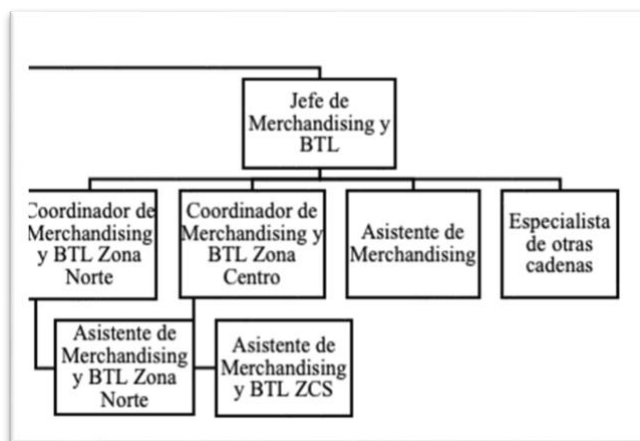 Jefe de
Merchandising y
BTL
Coordinador de
Merchandising
y BTL Zona
Norte
Coordinador de
Merchandising y
BTL Zona
Centro
Asistente de
Merchandising
Especialista
de otras
cadenas
Asistente de
Merchandising
y BTL Zona
Norte
Asistente de
Merchandising
y BTL ZCS